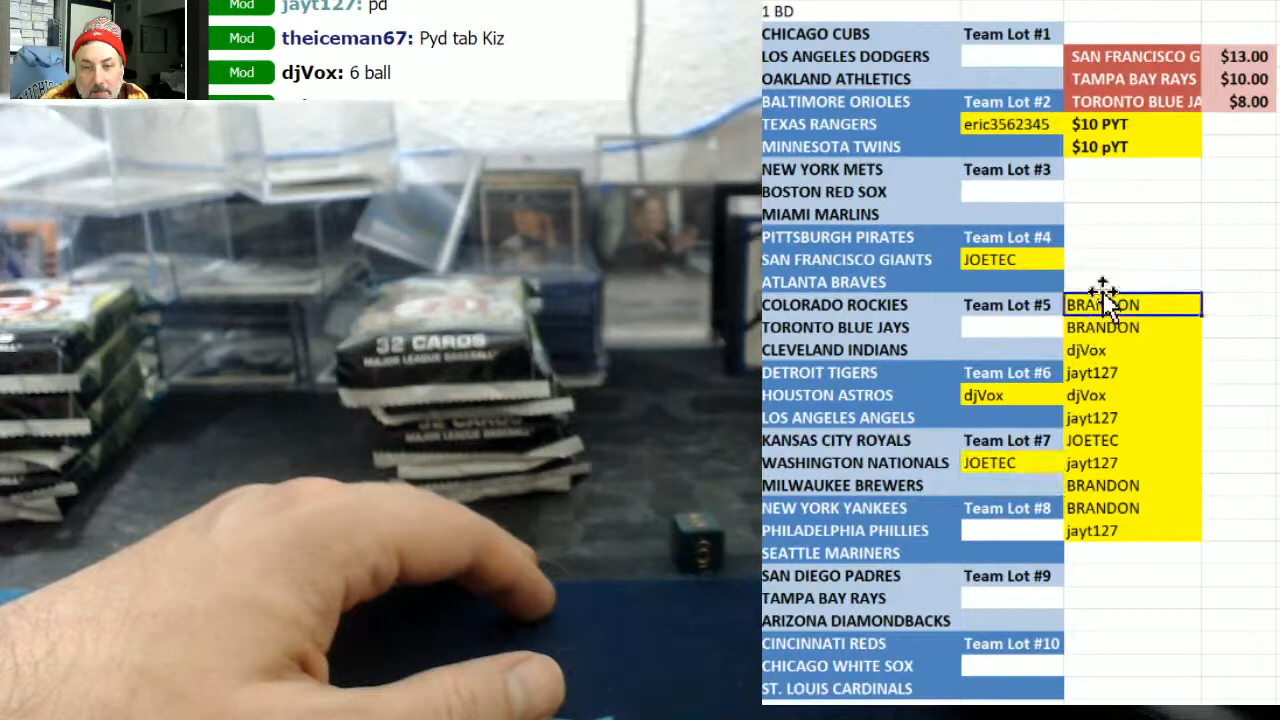 Mod jayt127: pd
Mod theiceman67: Pyd tab Kiz
Mod djVox: 6 ball
32 CARDS
MAJOR LEAGUE BASEBALL
32 CARDS
1 BD
CHICAGO CUBS Team Lot #1
LOS ANGELES DODGERS SAN FRANCISCO G $13.00
OAKLAND ATHLETICS TAMPA BAY RAYS $10.00
BALTIMORE ORIOLES Team Lot #2 TORONTO BLUE JA $8.00
TEXAS RANGERS eric3562345 $10 PYT
MINNESOTA TWINS $10 pYT
NEW YORK METS Team Lot #3
BOSTON RED SOX
MIAMI MARLINS
PITTSBURGH PIRATES Team Lot #4
SAN FRANCISCO GIANTS JOETEC
ATLANTA BRAVES
COLORADO ROCKIES Team Lot #5 BRANDON
TORONTO BLUE JAYS BRANDON
CLEVELAND INDIANS djVox
DETROIT TIGERS Team Lot #6 jayt127
HOUSTON ASTROS djVox djVox
LOS ANGELES ANGELS jayt127
KANSAS CITY ROYALS Team Lot #7 JOETEC
WASHINGTON NATIONALS JOETEC jayt127
MILWAUKEE BREWERS BRANDON
NEW YORK YANKEES Team Lot #8 BRANDON
PHILADELPHIA PHILLIES jayt127
SEATTLE MARINERS
SAN DIEGO PADRES Team Lot #9
TAMPA BAY RAYS
ARIZONA DIAMONDBACKS
CINCINNATI REDS Team Lot #10
CHICAGO WHITE SOX
ST. LOUIS CARDINALS